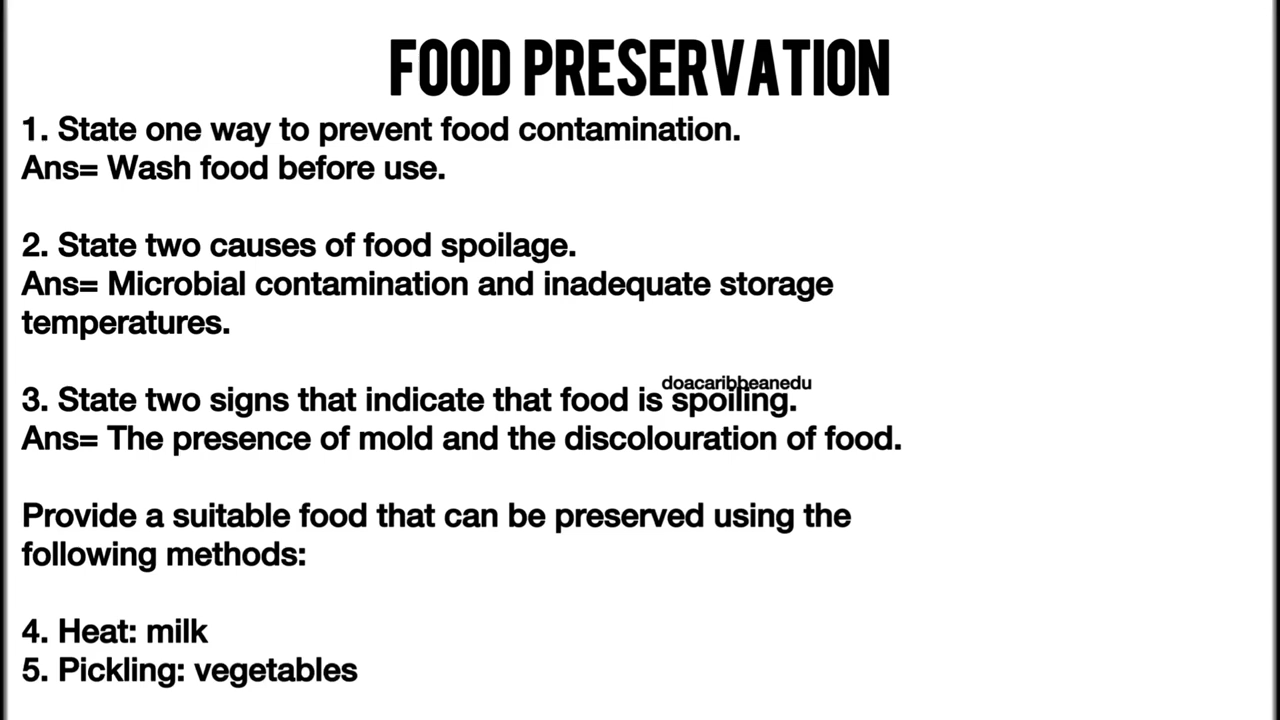 FOOD PRESERVATION
1. State one way to prevent food contamination.
Ans= Wash food before use.
2. State two causes of food spoilage.
Ans= Microbial contamination and inadequate storage
temperatures.
doacaribbeanedu
3. State two signs that indicate that food is spoiling.
Ans= The presence of mold and the discolouration of food.
Provide a suitable food that can be preserved using the
following methods:
4. Heat: milk
5. Pickling: vegetables